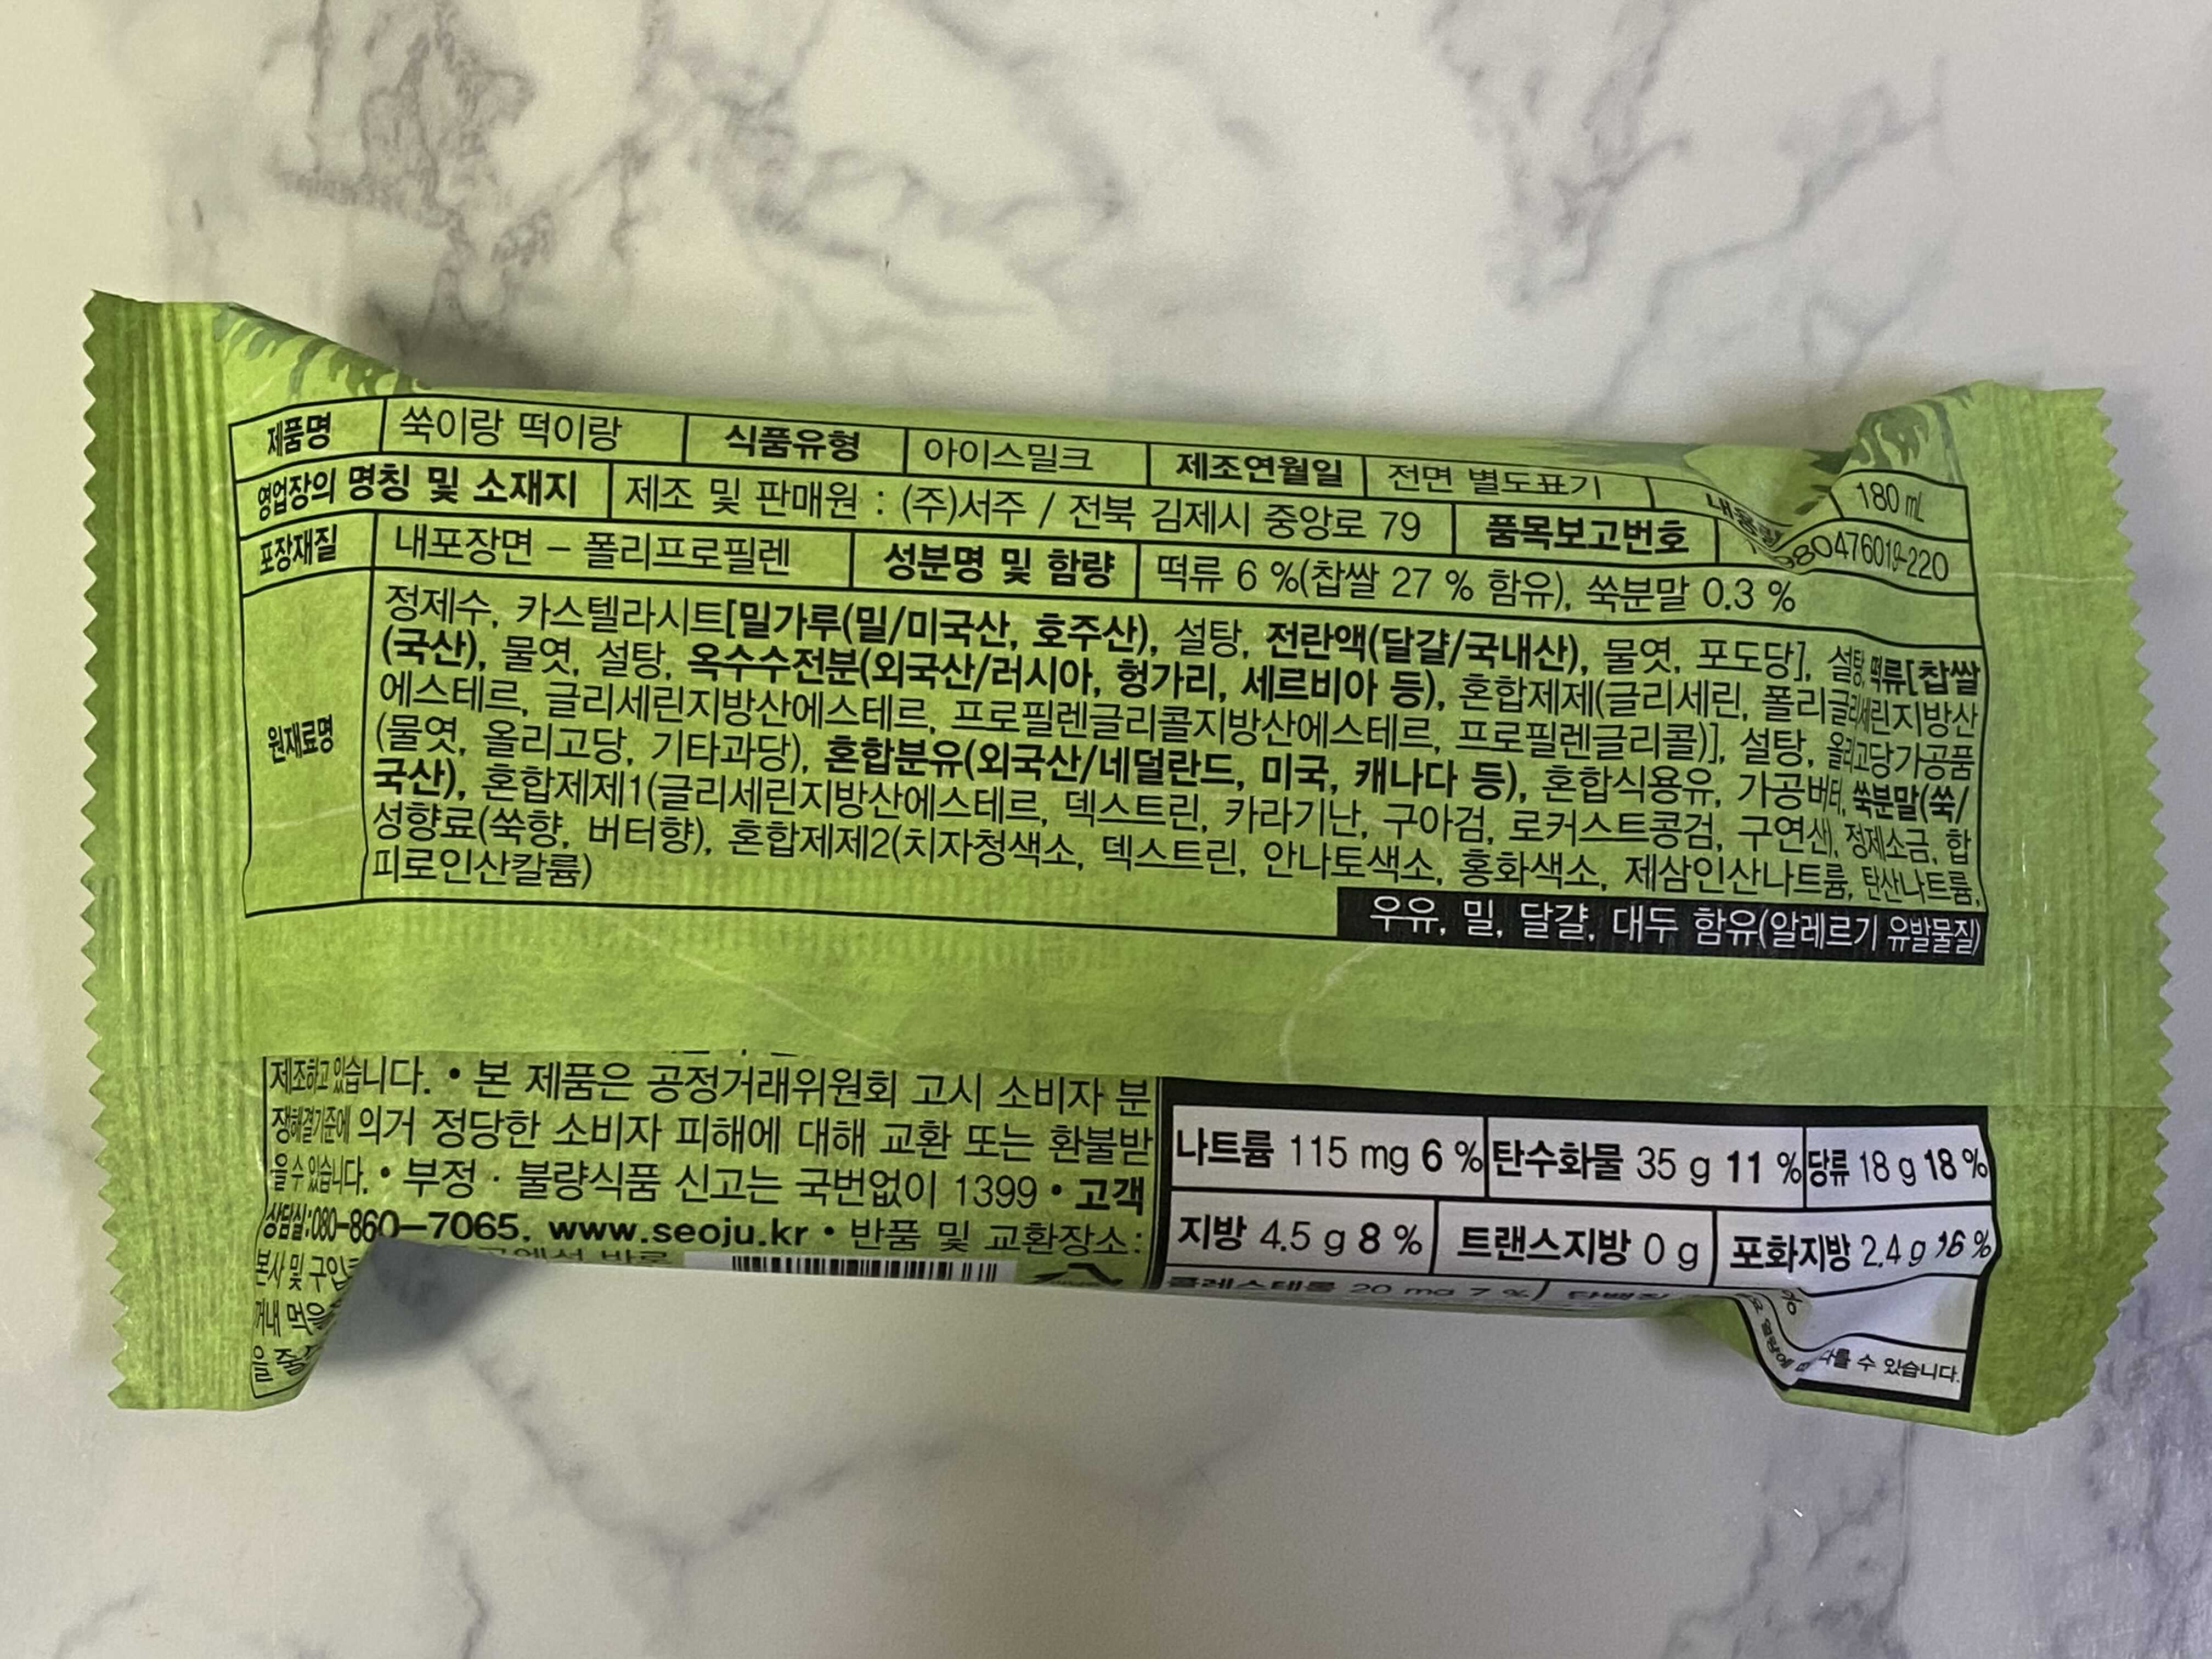 제품명 쑥이랑 떡이랑 식품유형 아이스밀크 제조연월일 전면 별도표기 내용량 180 mL
영업장의 명칭 및 소재지 제조 및 판매원 : (주)서주 / 전북 김제시 중앙로 79 품목보고번호 80476019-220
포장재질 내포장면 – 폴리프로필렌 성분명 및 함량 떡류 6 %(찹쌀 27 % 함유), 쑥분말 0.3 %
원재료명
정제수, 카스텔라시트[밀가루(밀/미국산, 호주산), 설탕, 전란액(달걀/국내산), 물엿, 포도당], 설탕, 떡류[찹쌀
(국산), 물엿, 설탕, 옥수수전분(외국산/러시아, 헝가리, 세르비아 등), 혼합제제(글리세린, 폴리글리세린지방산
에스테르, 글리세린지방산에스테르, 프로필렌글리콜지방산에스테르, 프로필렌글리콜)], 설탕, 올리고당가공품
(물엿, 올리고당, 기타과당), 혼합분유(외국산/네덜란드, 미국, 캐나다 등), 혼합식용유, 가공버터, 쑥분말(쑥/
국산), 혼합제제1(글리세린지방산에스테르, 덱스트린, 카라기난, 구아검, 로커스트콩검, 구연산), 정제소금, 합
성향료(쑥향, 버터향), 혼합제제2(치자청색소, 덱스트린, 안나토색소, 홍화색소, 제삼인산나트륨, 탄산나트륨,
피로인산칼륨)
우유, 밀, 달걀, 대두 함유(알레르기 유발물질)
제조하고 있습니다. • 본 제품은 공정거래위원회 고시 소비자 분
쟁해결기준에 의거 정당한 소비자 피해에 대해 교환 또는 환불받
을 수 있습니다. • 부정 · 불량식품 신고는 국번없이 1399 • 고객
상담실:080-860-7065, www.seoju.kr • 반품 및 교환장소:
본사 및
꺼내
을
나트륨 115 mg 6 % 탄수화물 35 g 11 % 당류 18 g 18 %
지방 4.5 g 8 % 트랜스지방 0 g 포화지방 2.4 g 16 %
콜레스테롤 20 mg 7 % 단백질
다를 수 있습니다.